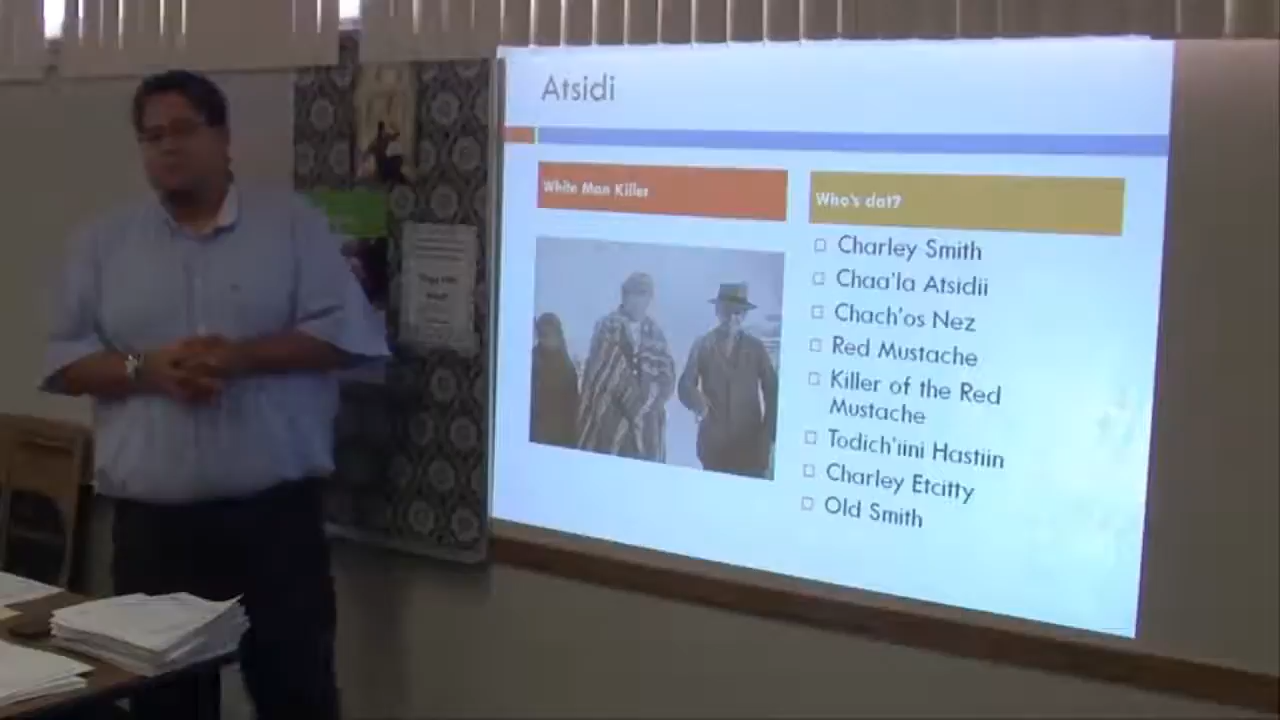 Atsidi
White Man Killer
Who's dat?
Charley Smith
Chaa'la Atsidii
Chach'os Nez
Red Mustache
Killer of the Red
Mustache
Todich'iini Hastiin
Charley Etcitty
Old Smith